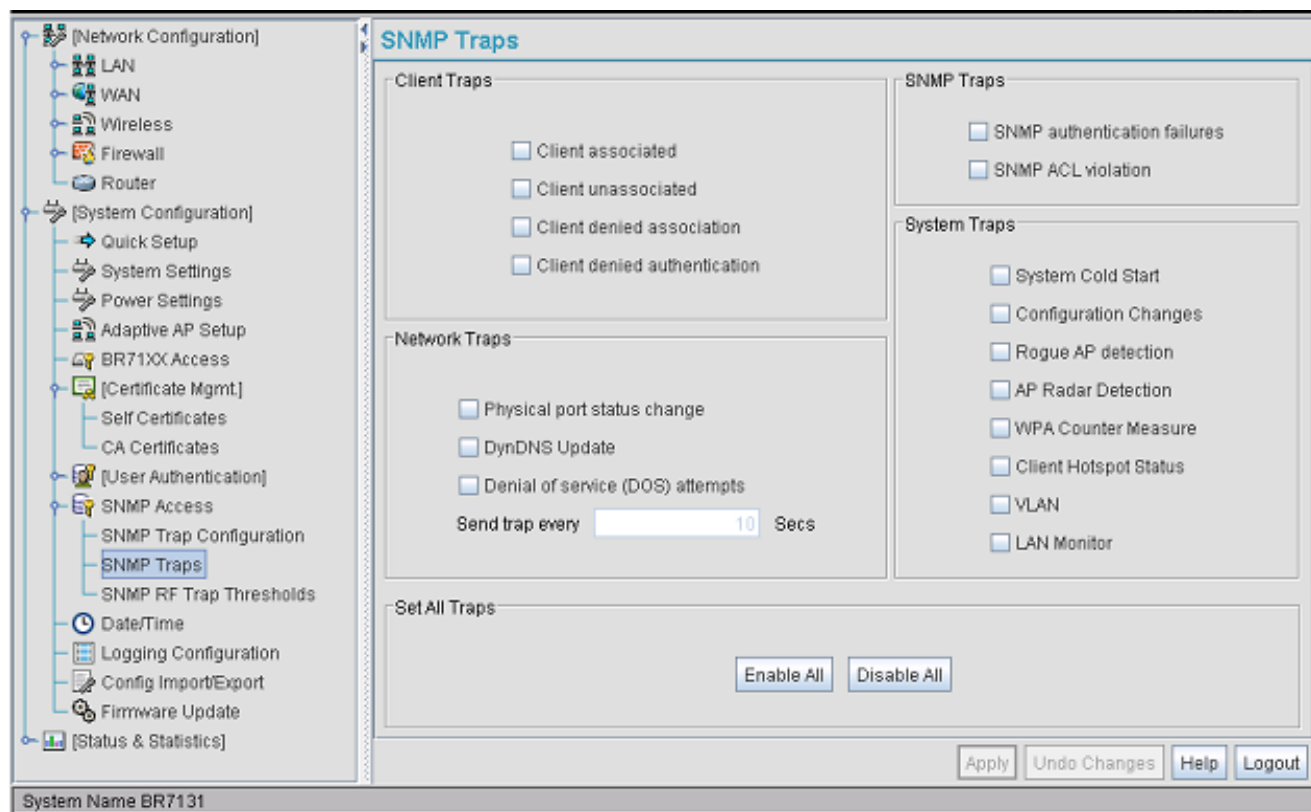 [Network Configuration]
LAN
WAN
Wireless
Firewall
Router
[System Configuration]
Quick Setup
System Settings
Power Settings
Adaptive AP Setup
BR71XX Access
[Certificate Mgmt.]
Self Certificates
CA Certificates
[User Authentication]
SNMP Access
SNMP Trap Configuration
SNMP Traps
SNMP RF Trap Thresholds
Date/Time
Logging Configuration
Config Import/Export
Firmware Update
[Status & Statistics]
SNMP Traps
Client Traps
Client associated
Client unassociated
Client denied association
Client denied authentication
Network Traps
Physical port status change
DynDNS Update
Denial of service (DOS) attempts
Send trap every 10 Secs
SNMP Traps
SNMP authentication failures
SNMP ACL violation
System Traps
System Cold Start
Configuration Changes
Rogue AP detection
AP Radar Detection
WPA Counter Measure
Client Hotspot Status
VLAN
LAN Monitor
Set All Traps
Enable All Disable All
Apply Undo Changes Help Logout
System Name BR7131